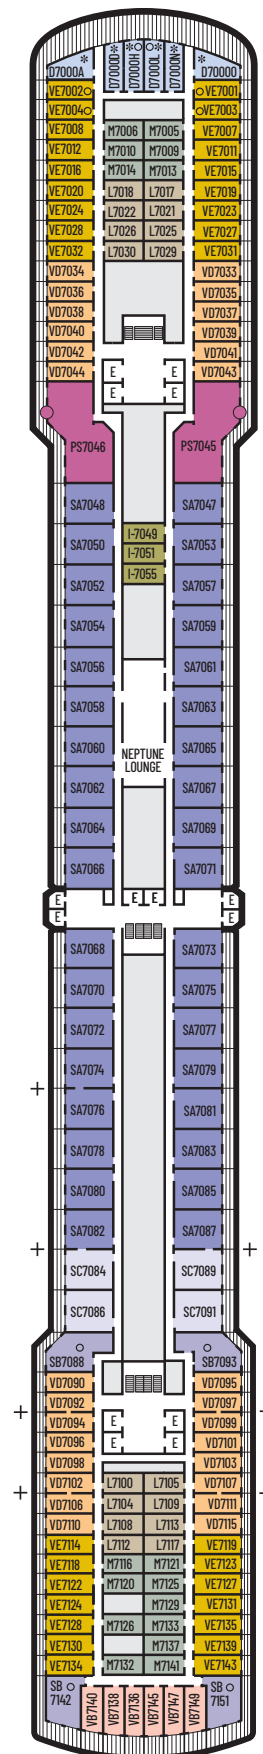 D7000A D7000D D7000H D7000L D7000N D70000
VE7002 VE7001
VE7004 VE7003
VE7008 M7006 M7005 VE7007
VE7012 M7010 M7009 VE7011
VE7016 M7014 M7013 VE7015
VE7020 L7018 L7017 VE7019
VE7024 L7022 L7021 VE7023
VE7028 L7026 L7025 VE7027
VE7032 L7030 L7029 VE7031
VD7034 VD7033
VD7036 VD7035
VD7038 VD7037
VD7040 VD7039
VD7042 VD7041
VD7044 E E VD7043
E E
PS7046 PS7045
SA7048 SA7047
I-7049
SA7050 I-7051 SA7053
SA7052 I-7055 SA7057
SA7054 SA7059
SA7056 SA7061
SA7058 SA7063
SA7060 NEPTUNE SA7065
LOUNGE
SA7062 SA7067
SA7064 SA7069
SA7066 SA7071
E E E E
E E
SA7068 SA7073
SA7070 SA7075
SA7072 SA7077
SA7074 SA7079
SA7076 SA7081
SA7078 SA7083
SA7080 SA7085
SA7082 SA7087
SC7084 SC7089
SC7086 SC7091
SB7088 SB7093
VD7090 VD7095
VD7092 VD7097
VD7094 E E VD7099
VD7096 E E VD7101
VD7098 VD7103
VD7102 L7100 L7105 VD7107
VD7106 L7104 L7109 VD7111
VD7110 L7108 L7113 VD7115
VE7114 L7112 L7117 VE7119
VE7118 M7116 M7121 VE7123
VE7122 M7120 M7125 VE7127
VE7124 M7129 VE7131
VE7128 M7126 M7133 VE7135
VE7130 M7137 VE7139
VE7134 M7132 M7141 VE7143
SB SB
7142 VB7140 VB7138 VB7136 VB7145 VB7147 VB7149 7151